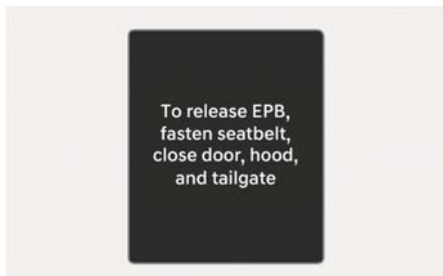 To release EPB,
fasten seatbelt,
close door, hood,
and tailgate